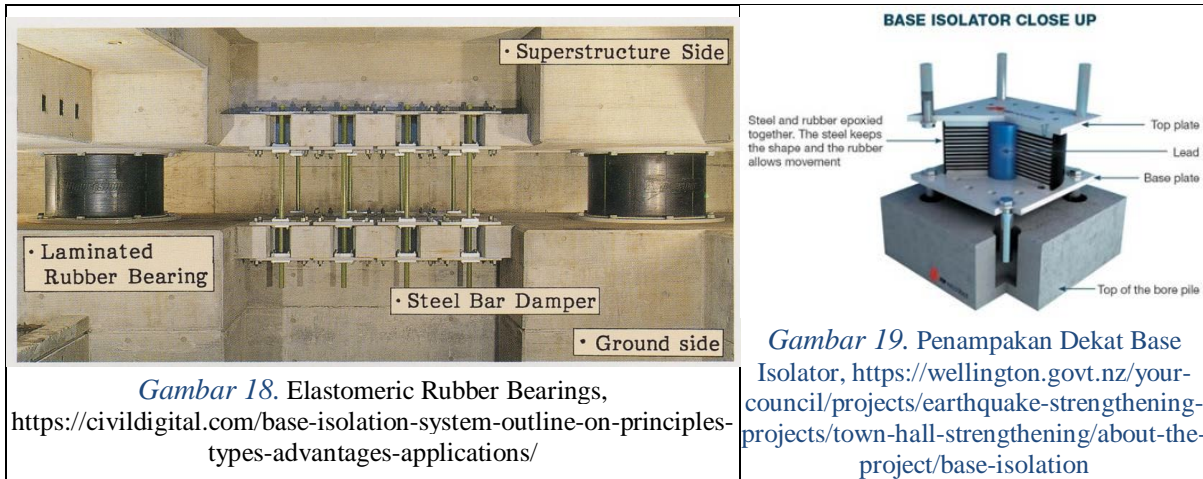 • Superstructure Side
• Laminated
Rubber Bearing
• Steel Bar Damper
• Ground side
Gambar 18. Elastomeric Rubber Bearings,
https://civildigital.com/base-isolation-system-outline-on-principles-
types-advantages-applications/
BASE ISOLATOR CLOSE UP
Steel and rubber epoxied
together. The steel keeps
the shape and the rubber
allows movement
Top plate
Lead
Base plate
Top of the bore pile
Gambar 19. Penampakan Dekat Base
Isolator, https://wellington.govt.nz/your-
council/projects/earthquake-strengthening-
projects/town-hall-strengthening/about-the-
project/base-isolation